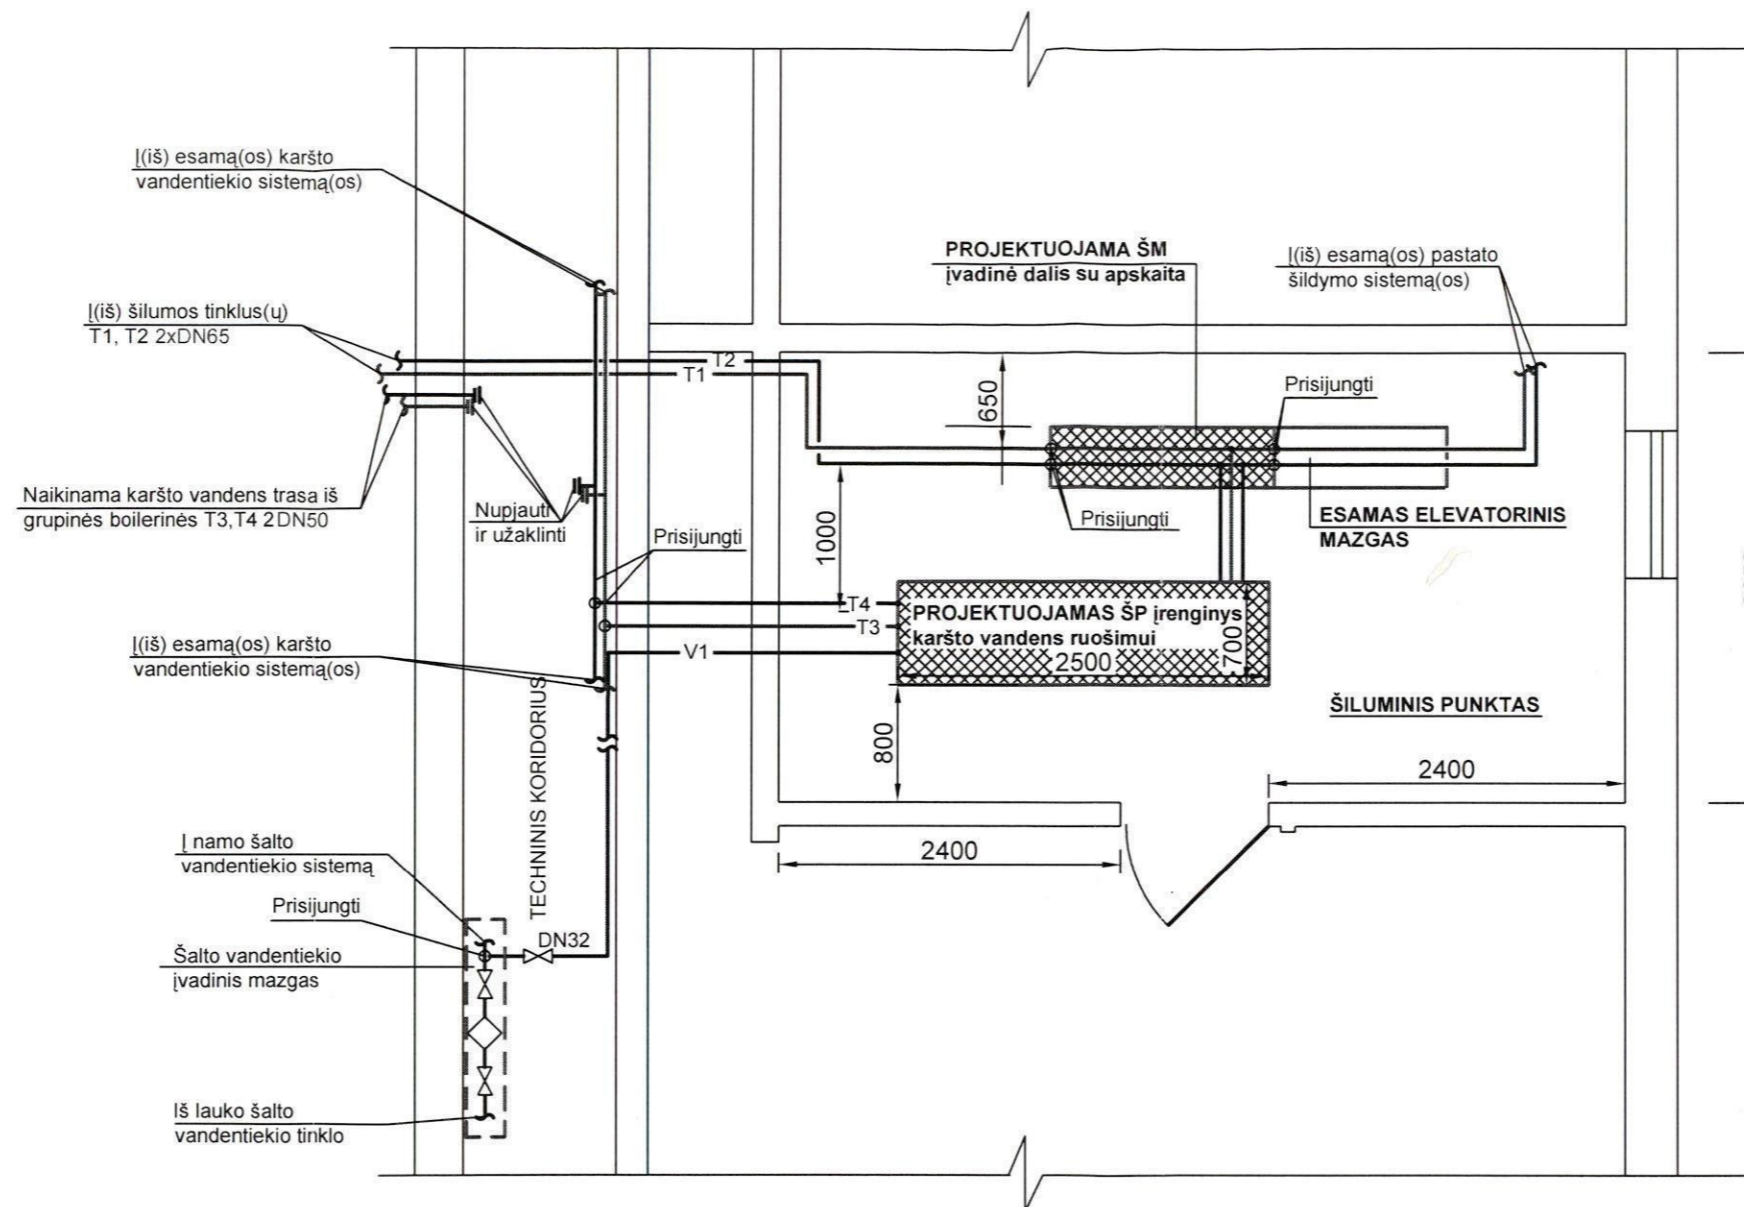 Į(iš) esamą(os) karšto
vandentiekio sistemą(os)
PROJEKTUOJAMA ŠM
įvadinė dalis su apskaita
Į(iš) esamą(os) pastato
šildymo sistemą(os)
Į(iš) šilumos tinklus(ų)
T1, T2 2xDN65
T2
T1
650
Prisijungti
Naikinama karšto vandens trasa iš
grupinės boilerinės T3,T4 2DN50
Nupjauti
ir užaklinti
Prisijungti
1000
Prisijungti
ESAMAS ELEVATORINIS
MAZGAS
T4
T3
V1
PROJEKTUOJAMAS ŠP įrenginys
karšto vandens ruošimui
2500
700
Į(iš) esamą(os) karšto
vandentiekio sistemą(os)
TECHNINIS KORIDORIUS
ŠILUMINIS PUNKTAS
800
2400
2400
Į namo šalto
vandentiekio sistemą
Prisijungti
DN32
Šalto vandentiekio
įvadinis mazgas
Iš lauko šalto
vandentiekio tinklo